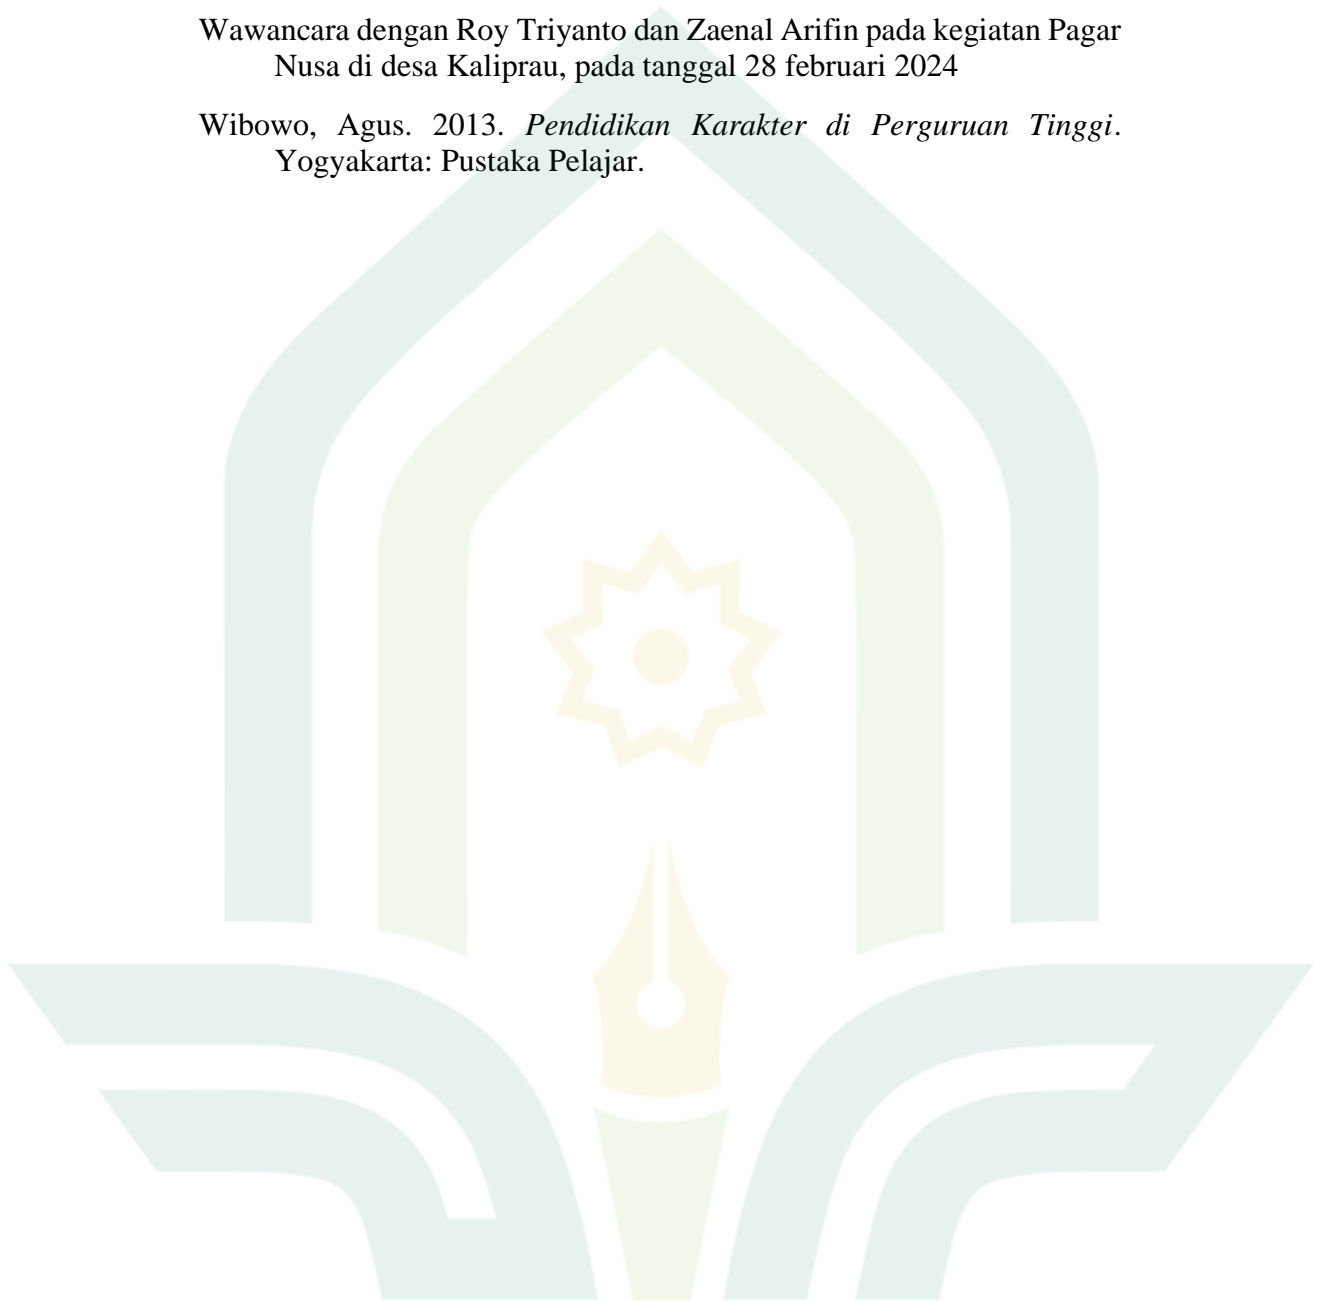 Wawancara dengan Roy Triyanto dan Zaenal Arifin pada kegiatan Pagar
Nusa di desa Kaliprau, pada tanggal 28 februari 2024
Wibowo, Agus. 2013. Pendidikan Karakter di Perguruan Tinggi.
Yogyakarta: Pustaka Pelajar.